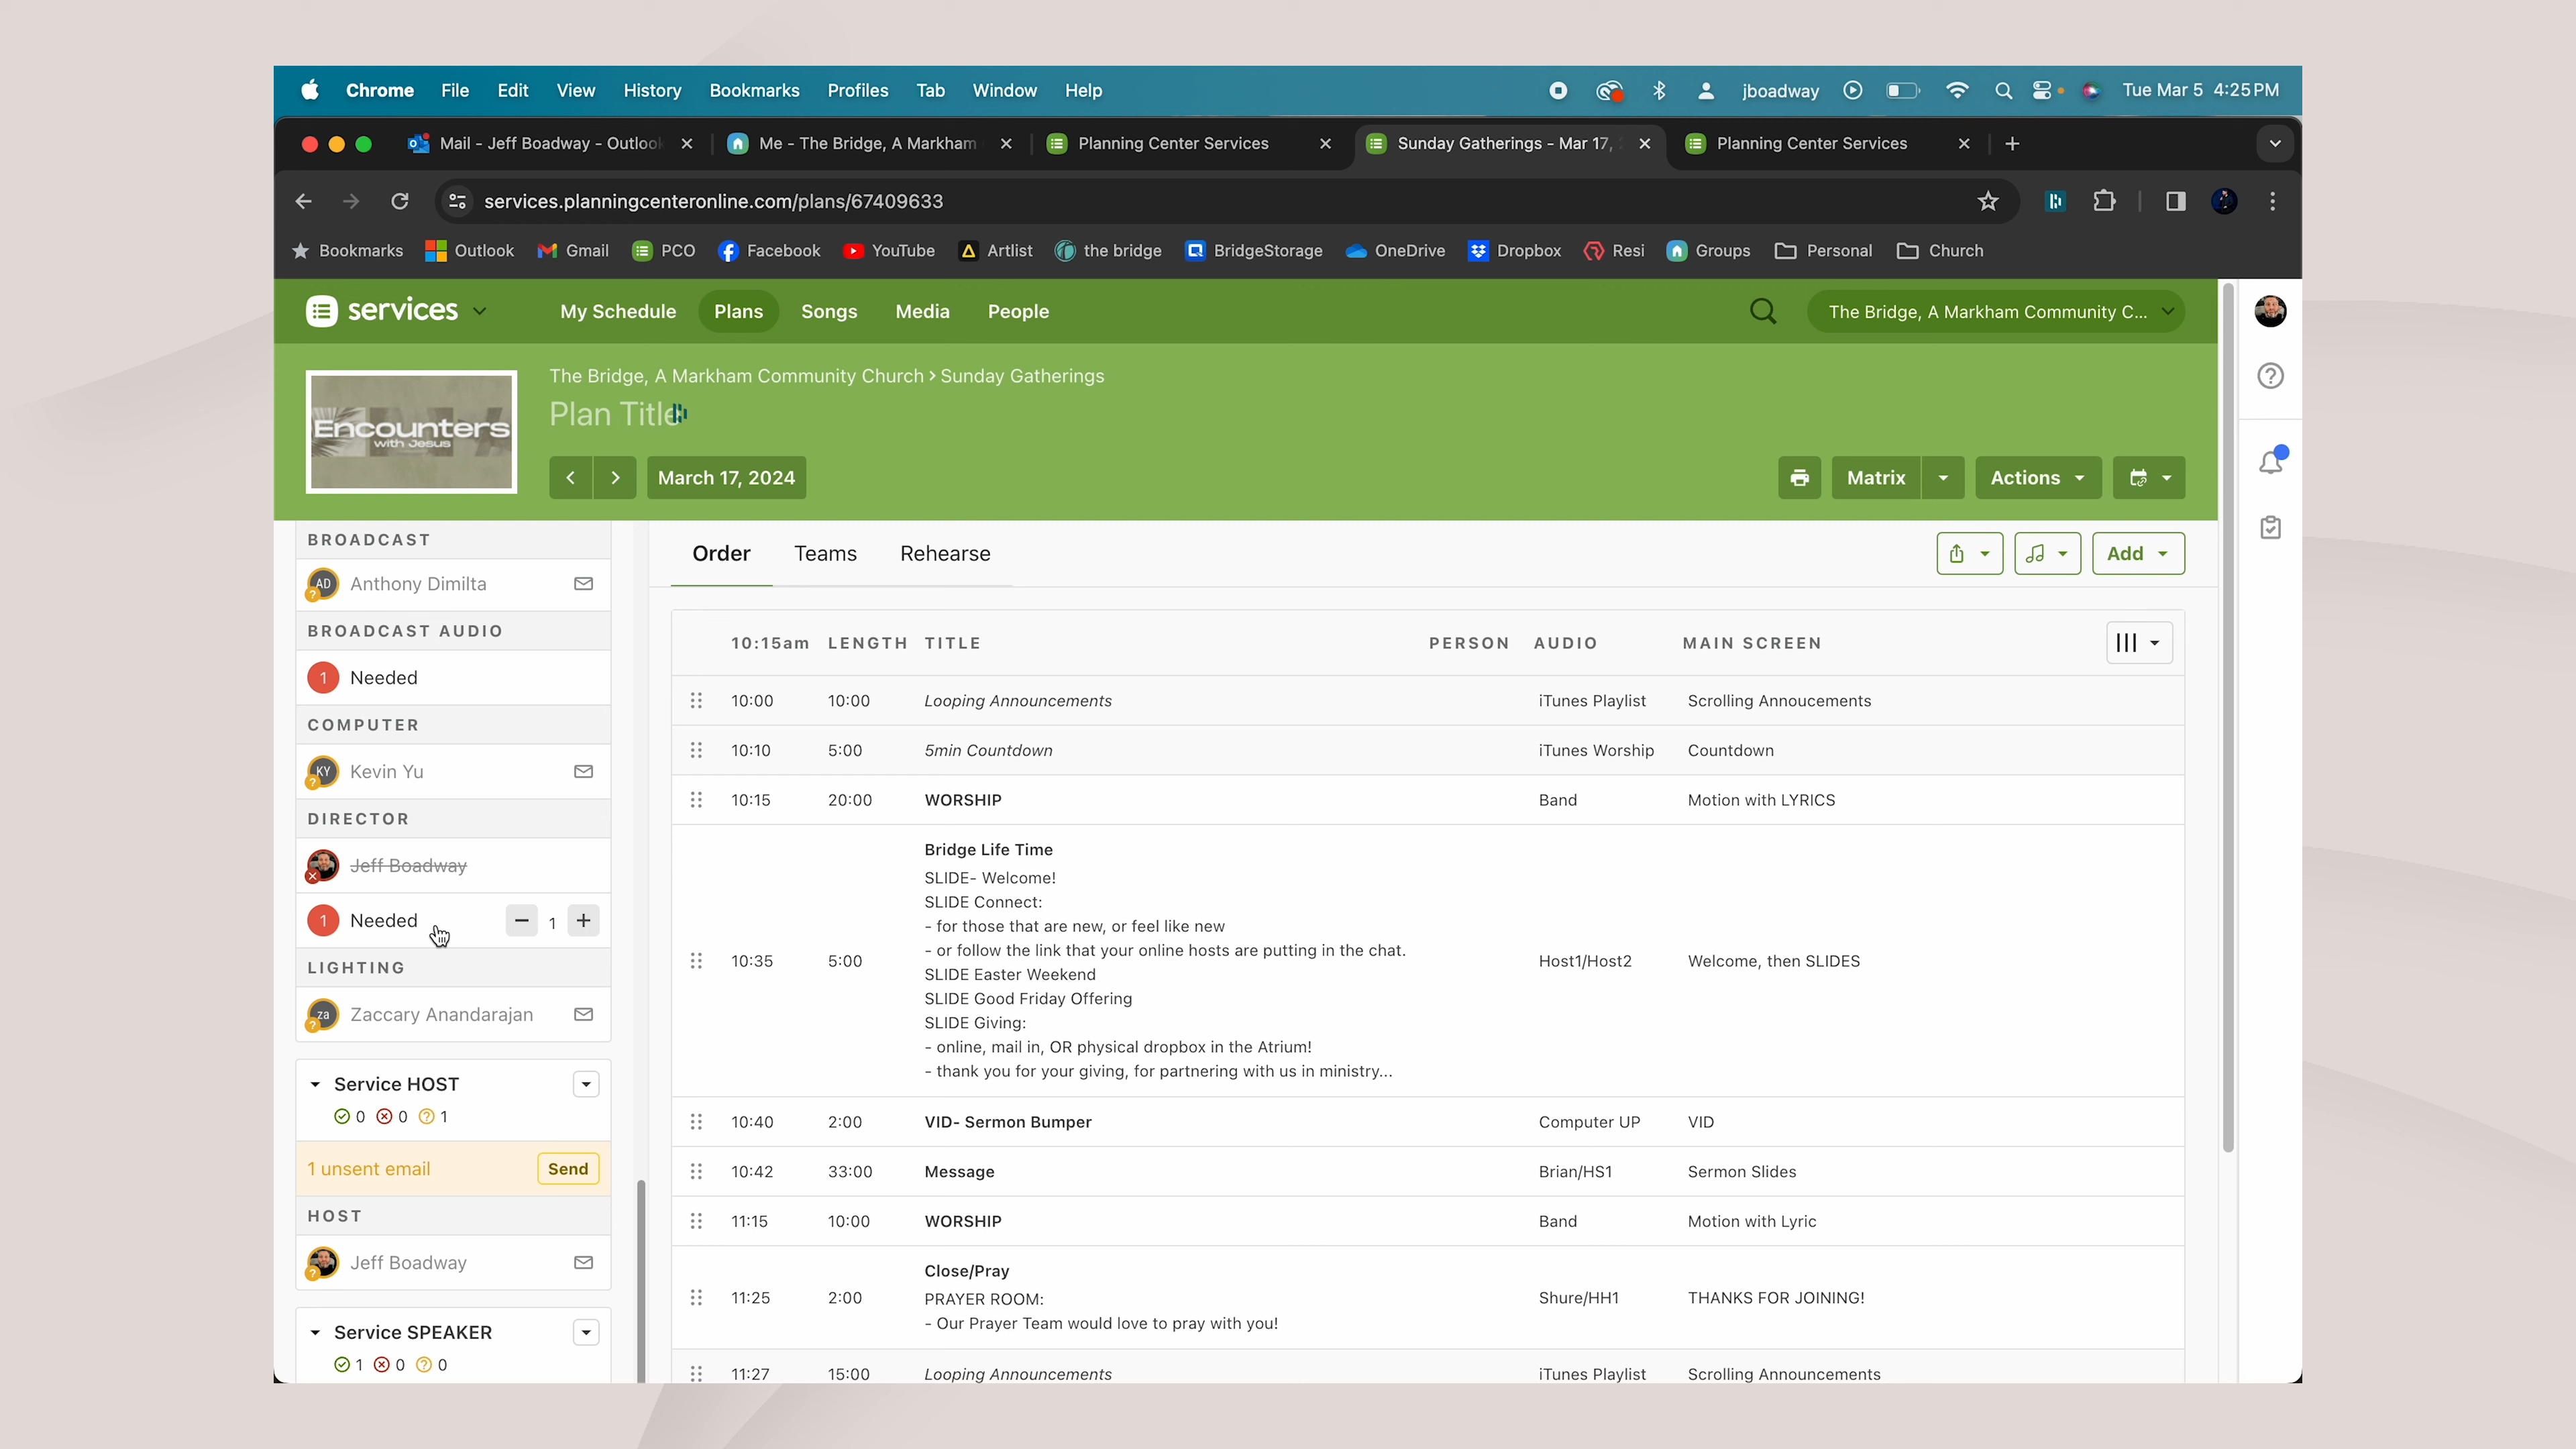 Chrome File Edit View History Bookmarks Profiles Tab Window Help jboadway Tue Mar 5 4:25 PM
Mail - Jeff Boadway - Outlook Me - The Bridge, A Markham Planning Center Services Sunday Gatherings - Mar 17, Planning Center Services
services.planningcenteronline.com/plans/67409633
Bookmarks Outlook Gmail PCO Facebook YouTube Artlist the bridge BridgeStorage OneDrive Dropbox Resi Groups Personal Church
services My Schedule Plans Songs Media People The Bridge, A Markham Community C...
The Bridge, A Markham Community Church › Sunday Gatherings
Plan Title
Encounters
with Jesus
March 17, 2024 Matrix Actions
Order Teams Rehearse Add
BROADCAST
AD Anthony Dimilta
BROADCAST AUDIO
1 Needed
COMPUTER
KY Kevin Yu
DIRECTOR
Jeff Boadway
1 Needed − 1 +
LIGHTING
za Zaccary Anandarajan
Service HOST
0 0 1
1 unsent email Send
HOST
Jeff Boadway
Service SPEAKER
1 0 0
10:15am LENGTH TITLE PERSON AUDIO MAIN SCREEN
10:00 10:00 Looping Announcements iTunes Playlist Scrolling Annoucements
10:10 5:00 5min Countdown iTunes Worship Countdown
10:15 20:00 WORSHIP Band Motion with LYRICS
Bridge Life Time
SLIDE- Welcome!
SLIDE Connect:
- for those that are new, or feel like new
- or follow the link that your online hosts are putting in the chat.
10:35 5:00 Host1/Host2 Welcome, then SLIDES
SLIDE Easter Weekend
SLIDE Good Friday Offering
SLIDE Giving:
- online, mail in, OR physical dropbox in the Atrium!
- thank you for your giving, for partnering with us in ministry...
10:40 2:00 VID- Sermon Bumper Computer UP VID
10:42 33:00 Message Brian/HS1 Sermon Slides
11:15 10:00 WORSHIP Band Motion with Lyric
Close/Pray
11:25 2:00 PRAYER ROOM: Shure/HH1 THANKS FOR JOINING!
- Our Prayer Team would love to pray with you!
11:27 15:00 Looping Announcements iTunes Playlist Scrolling Announcements